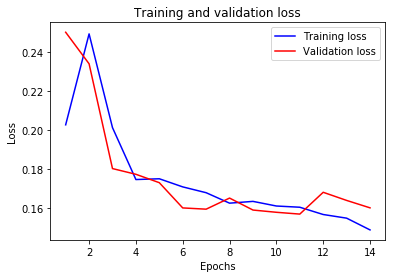 Training and validation loss
Training loss
Validation loss
Loss
0.24
0.22
0.20
0.18
0.16
2 4 6 8 10 12 14
Epochs